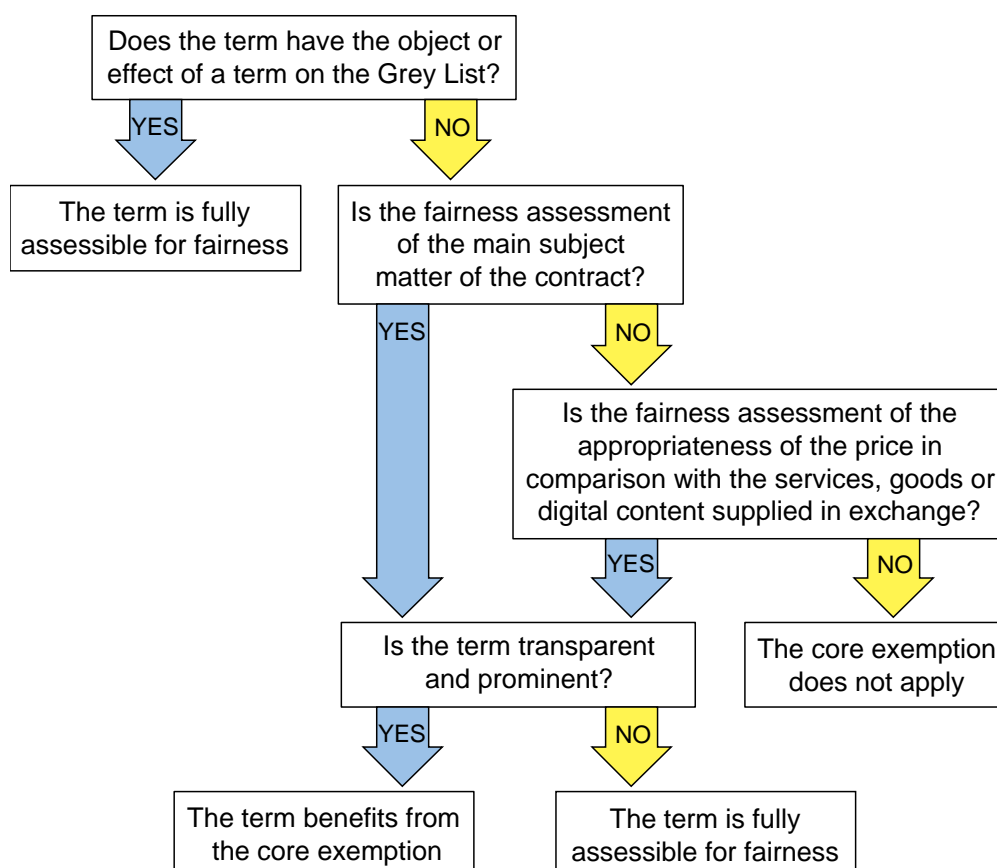 Does the term have the object or
effect of a term on the Grey List?
YES
NO
The term is fully
assessible for fairness
Is the fairness assessment
of the main subject
matter of the contract?
YES
NO
Is the fairness assessment of the
appropriateness of the price in
comparison with the services, goods or
digital content supplied in exchange?
YES
NO
Is the term transparent
and prominent?
The core exemption
does not apply
YES
NO
The term benefits from
the core exemption
The term is fully
assessible for fairness